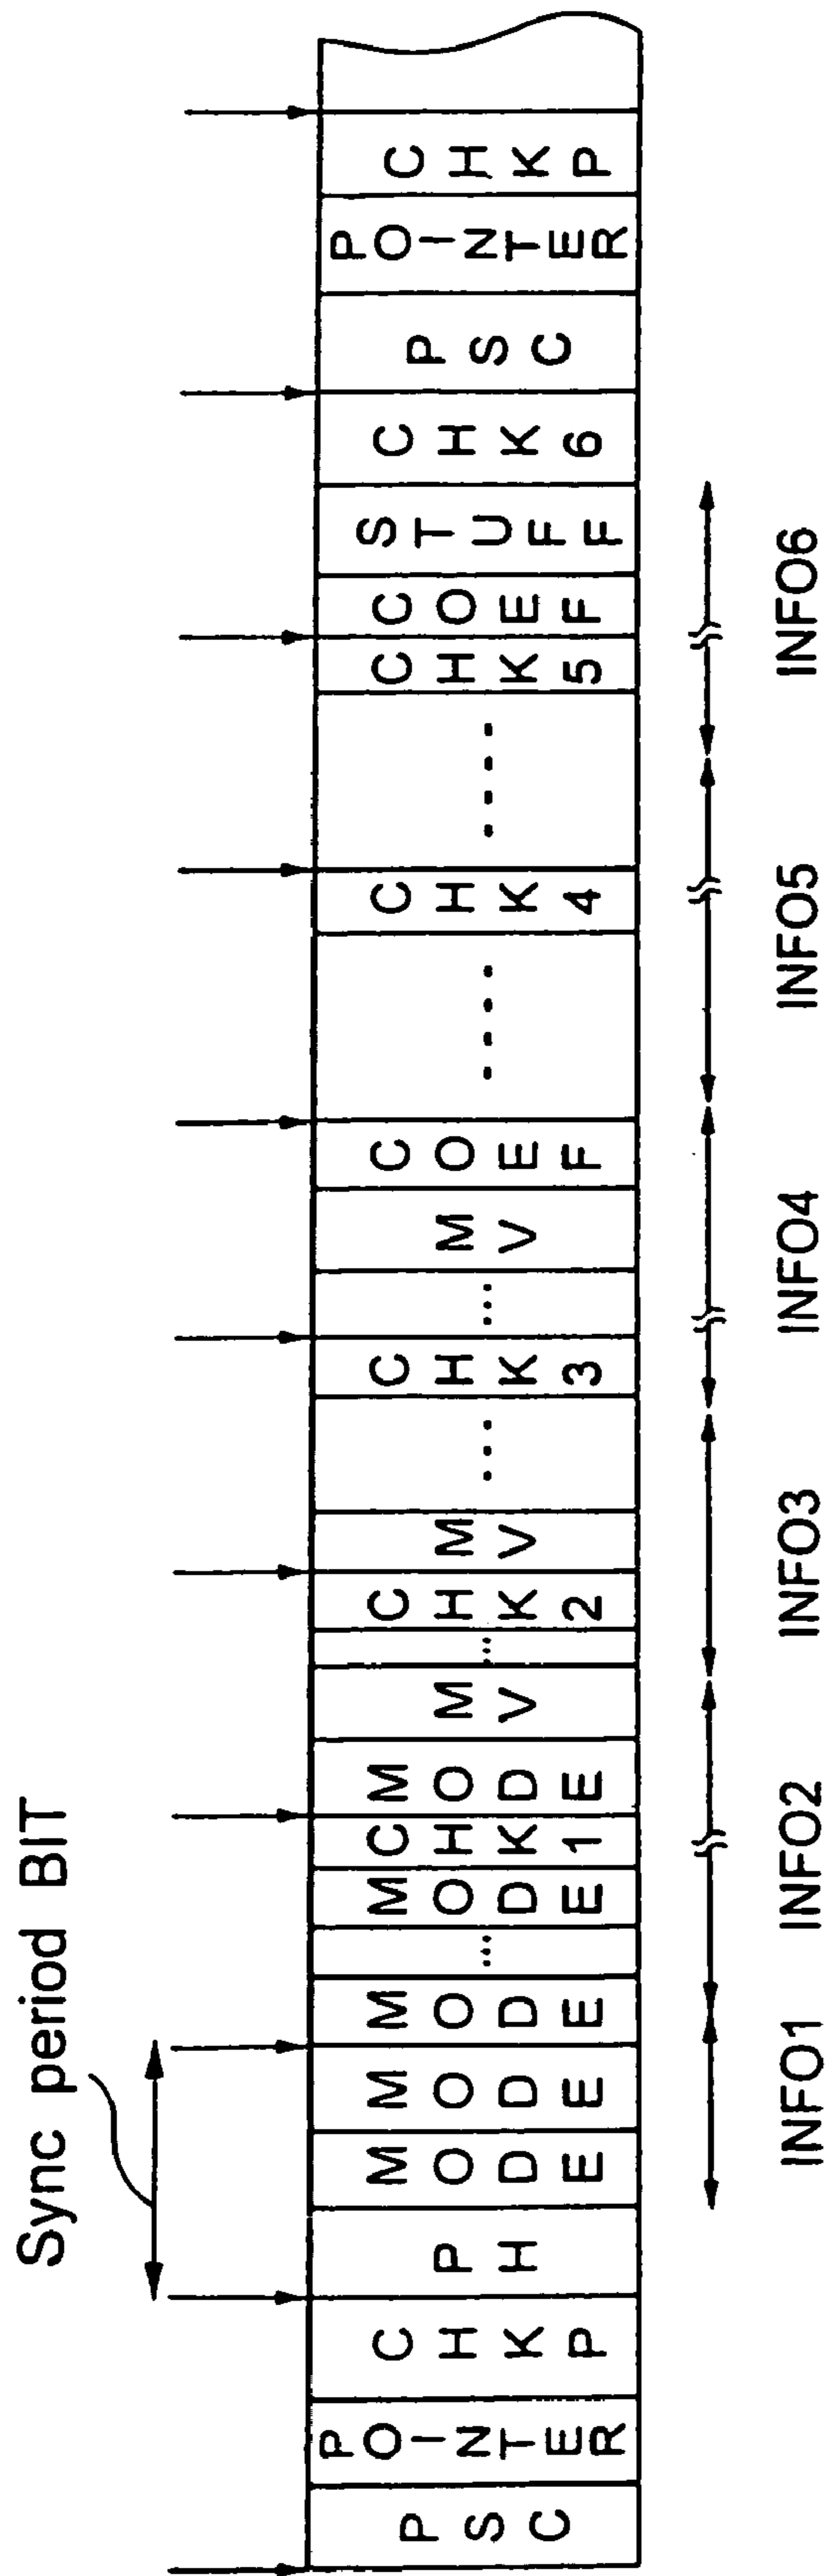 Sync period BIT
PSC
POINTER
CHKP
PH
MODE
MODE
MODE
...
MODE
CHK1
MODE
MV
...
CHK2
MV
...
CHK3
...
MV
COEF
....
CHK4
....
CHK5
COEF
STUFF
CHK6
PSC
POINTER
CHKP
INFO1
INFO2
INFO3
INFO4
INFO5
INFO6